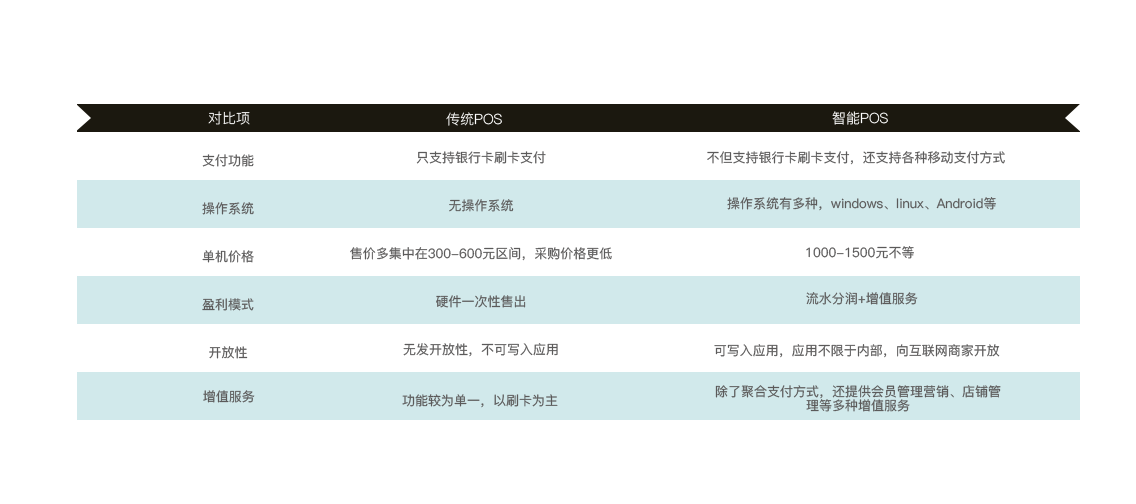 对比项 传统POS 智能POS
支付功能 只支持银行卡刷卡支付 不但支持银行卡刷卡支付，还支持各种移动支付方式
操作系统 无操作系统 操作系统有多种，windows、linux、Android等
单机价格 售价多集中在300-600元区间，采购价格更低 1000-1500元不等
盈利模式 硬件一次性售出 流水分润+增值服务
开放性 无发开放性，不可写入应用 可写入应用，应用不限于内部，向互联网商家开放
增值服务 功能较为单一，以刷卡为主 除了聚合支付方式，还提供会员管理营销、店铺管
理等多种增值服务